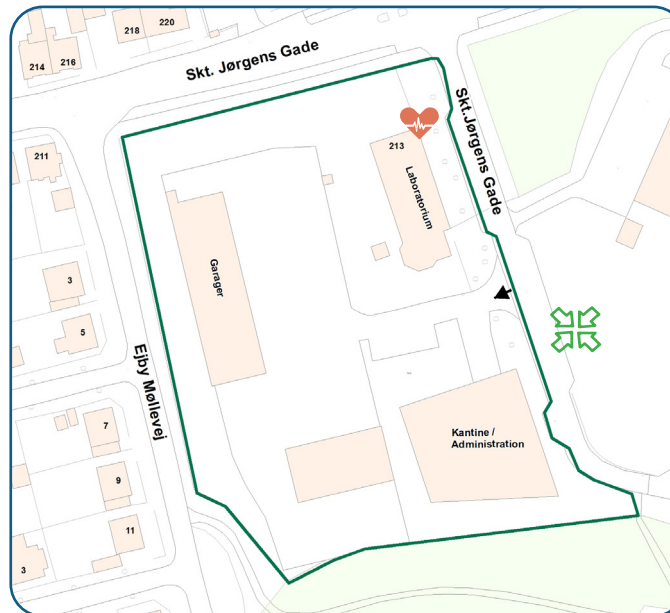 218
220
214
216
Skt. Jørgens Gade
Skt.Jørgens Gade
211
213
Laboratorium
Garager
3
5
Ejby Møllevej
7
9
11
3
Kantine /
Administration